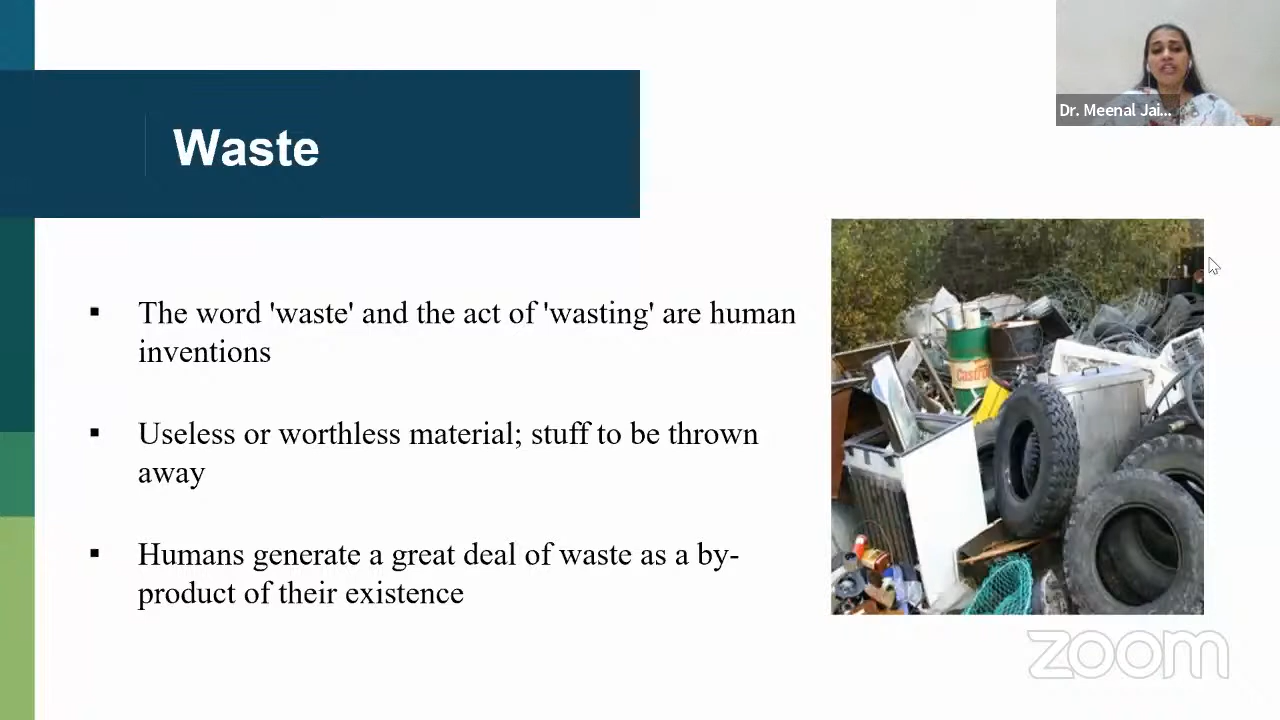 Dr. Meenal Jai...
Waste
▪ The word 'waste' and the act of 'wasting' are human
inventions
▪ Useless or worthless material; stuff to be thrown
away
▪ Humans generate a great deal of waste as a by-
product of their existence
Castrol
zoom